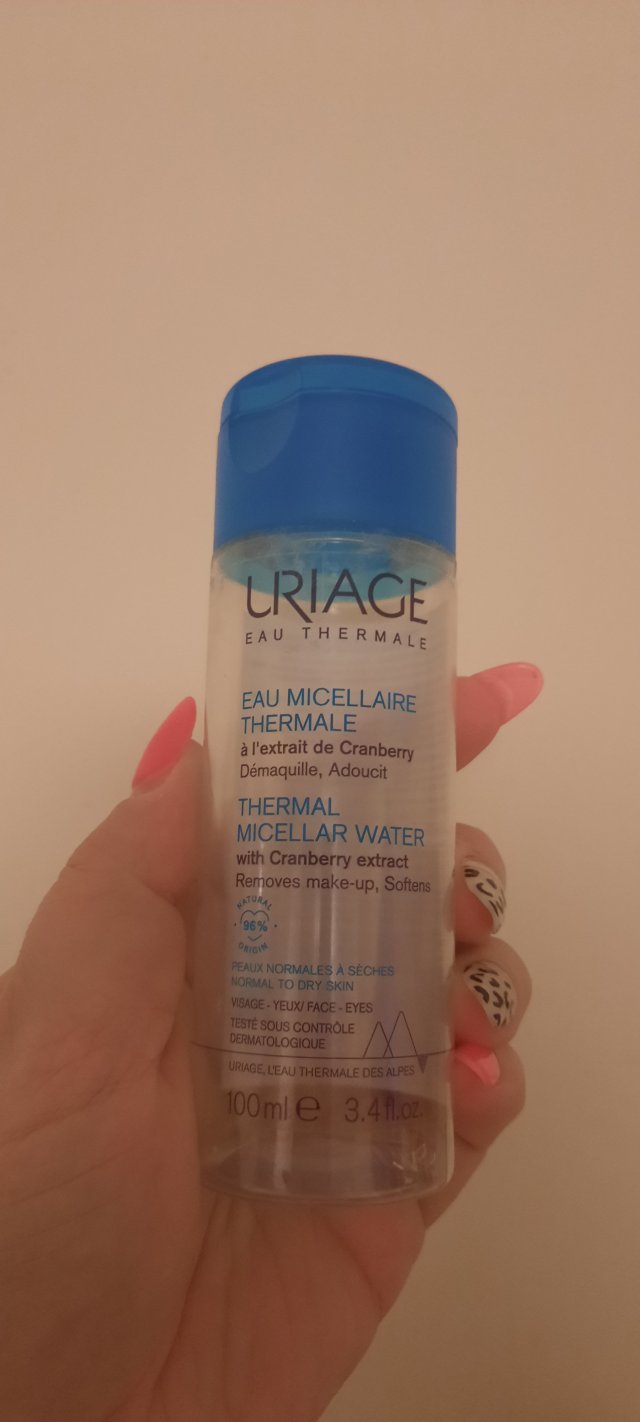 URIAGE
EAU THERMALE
EAU MICELLAIRE
THERMALE
à l'extrait de Cranberry
Démaquille, Adoucit
THERMAL
MICELLAR WATER
with Cranberry extract
Removes make-up, Softens
NATURAL
96%
ORIGIN
PEAUX NORMALES À SÈCHES
NORMAL TO DRY SKIN
VISAGE - YEUX/ FACE - EYES
TESTÉ SOUS CONTRÔLE
DERMATOLOGIQUE
URIAGE, L'EAU THERMALE DES ALPES
100ml e 3.4 fl.oz.